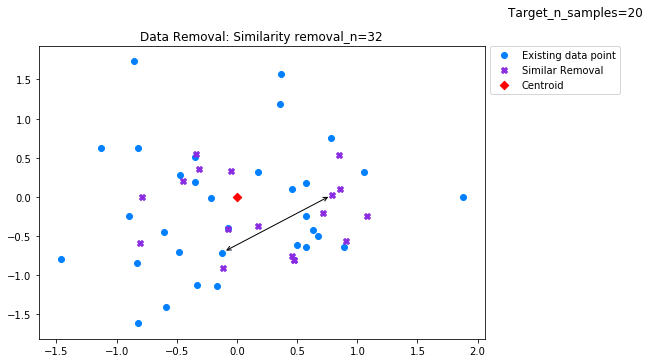 Target_n_samples=20
Data Removal: Similarity removal_n=32
Existing data point
Similar Removal
Centroid
1.5
1.0
0.5
0.0
−0.5
−1.0
−1.5
−1.5 −1.0 −0.5 0.0 0.5 1.0 1.5 2.0